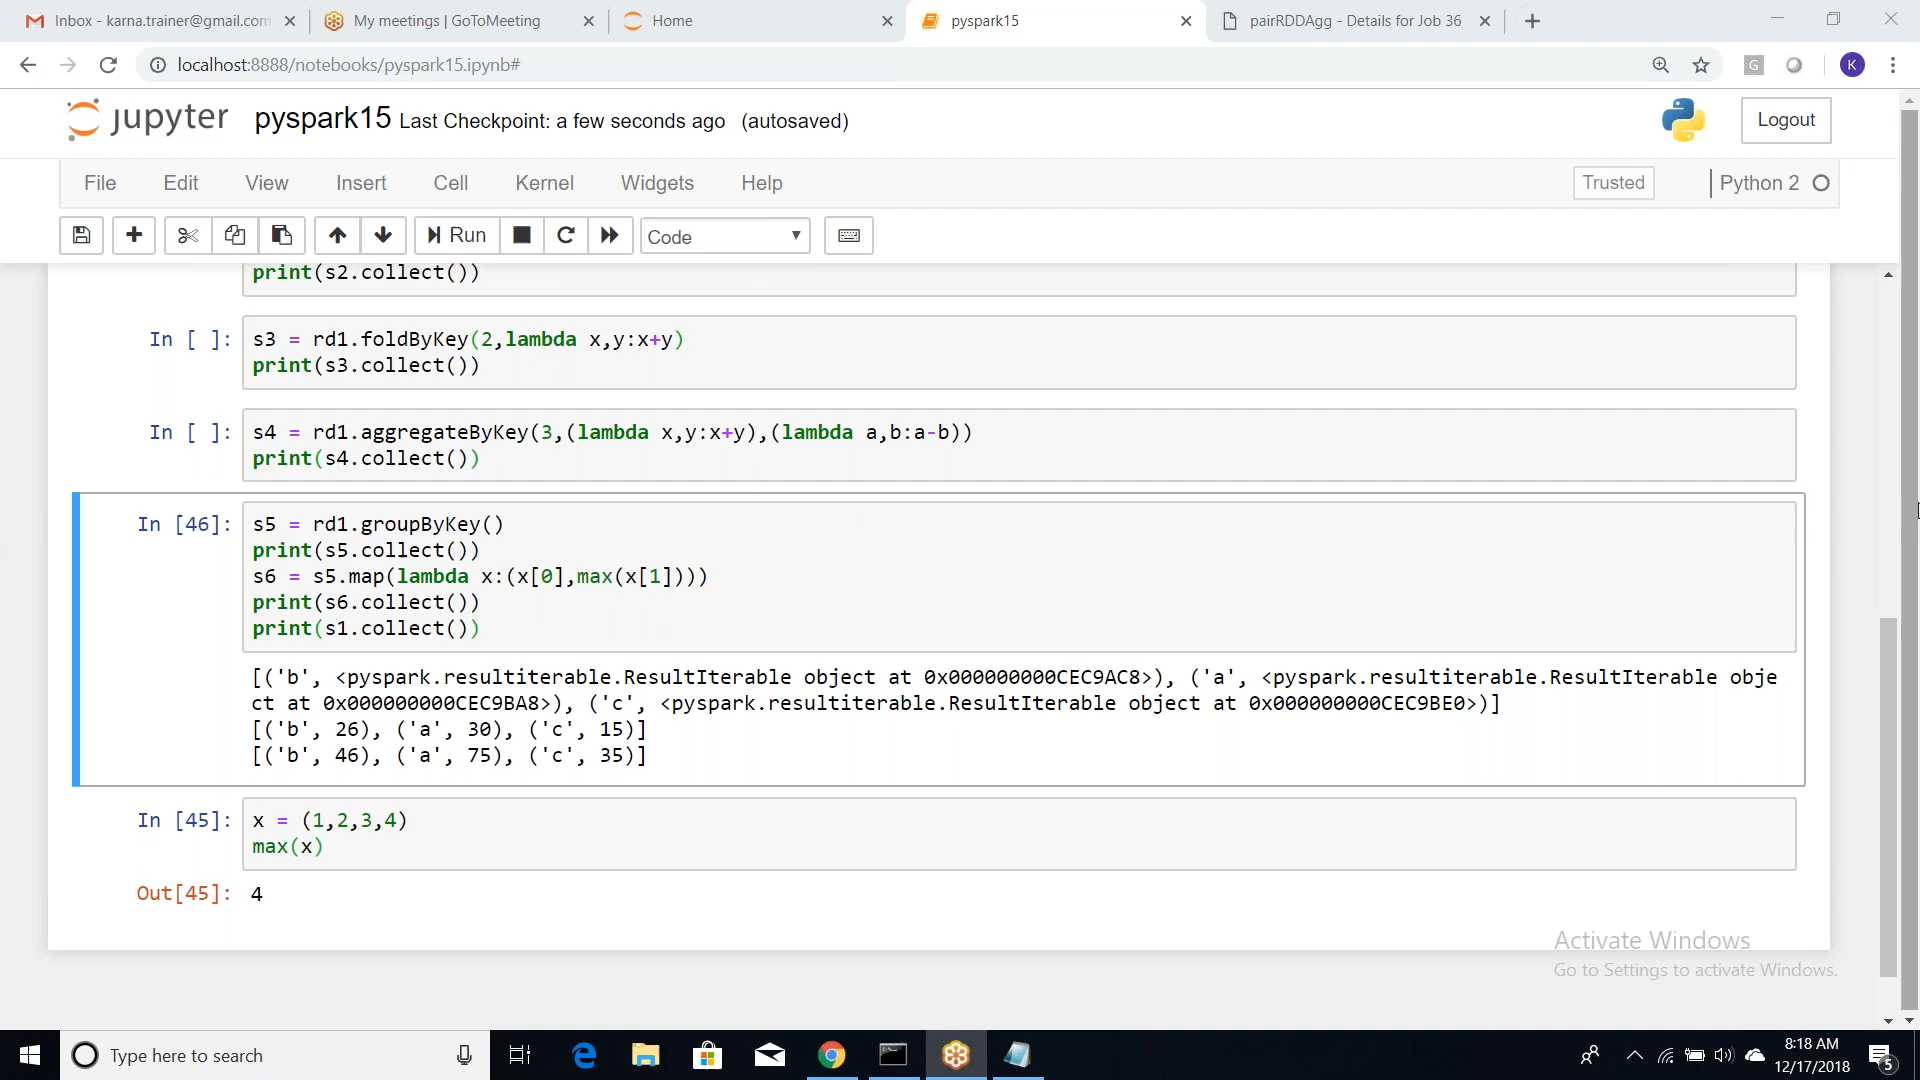 Inbox - karna.trainer@gmail.com
My meetings | GoToMeeting
Home
pyspark15
pairRDDAgg - Details for Job 36
localhost:8888/notebooks/pyspark15.ipynb#
G
K
jupyter pyspark15 Last Checkpoint: a few seconds ago (autosaved)
Logout
File Edit View Insert Cell Kernel Widgets Help
Trusted
Python 2
Run
Code
print(s2.collect())
In [ ]: s3 = rd1.foldByKey(2,lambda x,y:x+y)
print(s3.collect())
In [ ]: s4 = rd1.aggregateByKey(3,(lambda x,y:x+y),(lambda a,b:a-b))
print(s4.collect())
In [46]: s5 = rd1.groupByKey()
print(s5.collect())
s6 = s5.map(lambda x:(x[0],max(x[1])))
print(s6.collect())
print(s1.collect())
[('b', <pyspark.resultiterable.ResultIterable object at 0x000000000CEC9AC8>), ('a', <pyspark.resultiterable.ResultIterable obje
ct at 0x000000000CEC9BA8>), ('c', <pyspark.resultiterable.ResultIterable object at 0x000000000CEC9BE0>)]
[('b', 26), ('a', 30), ('c', 15)]
[('b', 46), ('a', 75), ('c', 35)]
In [45]: x = (1,2,3,4)
max(x)
Out[45]: 4
Activate Windows
Go to Settings to activate Windows.
Type here to search
8:18 AM
12/17/2018
5